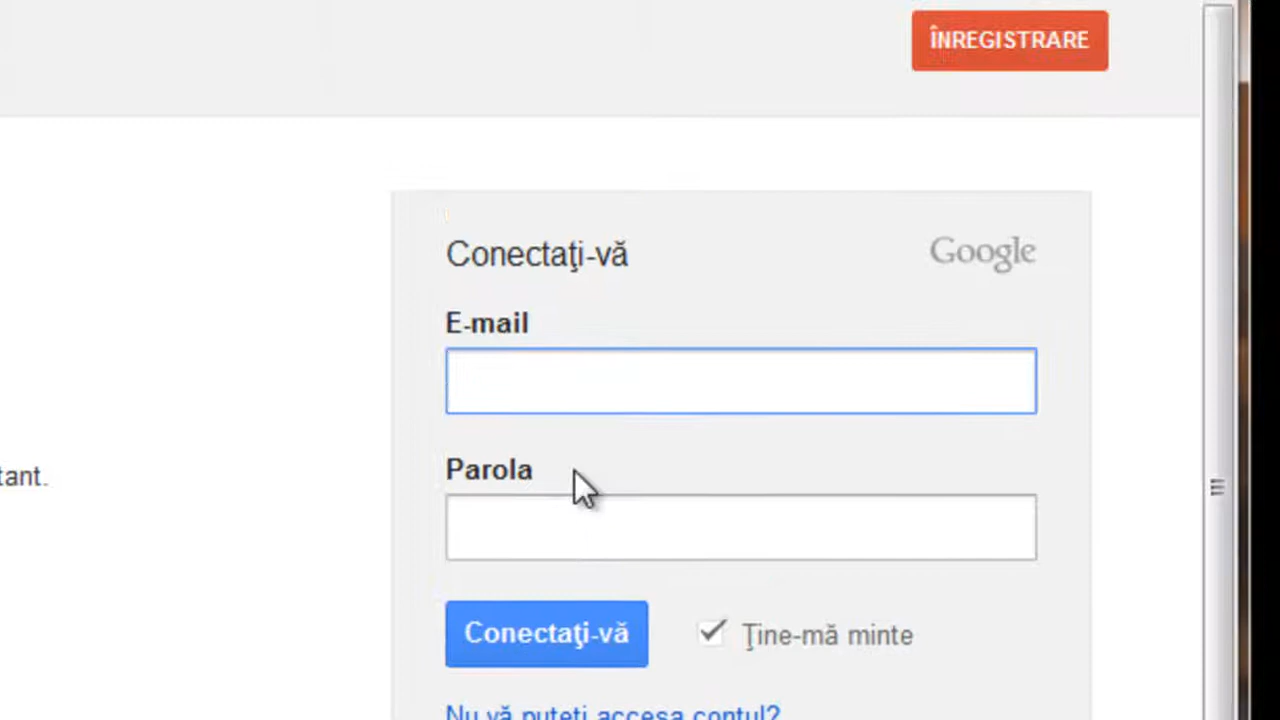 ÎNREGISTRARE
Conectaţi-vă
Google
E-mail
Parola
tant.
Conectaţi-vă
Ţine-mă minte
Nu vă puteţi accesa contul?